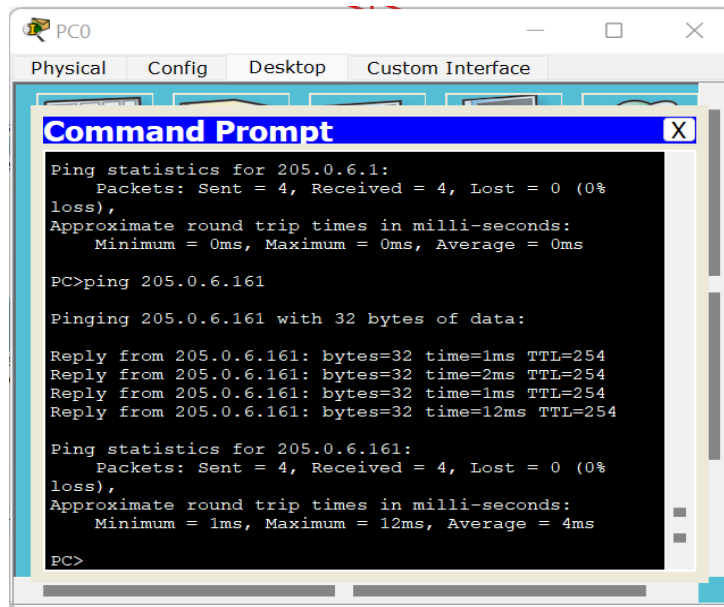 PC0
Physical Config Desktop Custom Interface
Command Prompt X
Ping statistics for 205.0.6.1:
Packets: Sent = 4, Received = 4, Lost = 0 (0%
loss),
Approximate round trip times in milli-seconds:
Minimum = 0ms, Maximum = 0ms, Average = 0ms
PC>ping 205.0.6.161
Pinging 205.0.6.161 with 32 bytes of data:
Reply from 205.0.6.161: bytes=32 time=1ms TTL=254
Reply from 205.0.6.161: bytes=32 time=2ms TTL=254
Reply from 205.0.6.161: bytes=32 time=1ms TTL=254
Reply from 205.0.6.161: bytes=32 time=12ms TTL=254
Ping statistics for 205.0.6.161:
Packets: Sent = 4, Received = 4, Lost = 0 (0%
loss),
Approximate round trip times in milli-seconds:
Minimum = 1ms, Maximum = 12ms, Average = 4ms
PC>